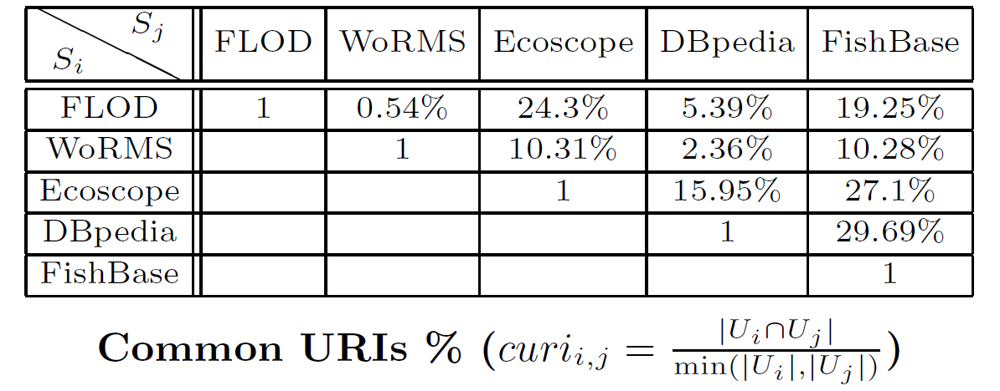 S_j
S_i FLOD WoRMS Ecoscope DBpedia FishBase
FLOD 1 0.54% 24.3% 5.39% 19.25%
WoRMS 1 10.31% 2.36% 10.28%
Ecoscope 1 15.95% 27.1%
DBpedia 1 29.69%
FishBase 1
Common URIs % (curi_{i,j} = |U_i∩U_j| / min(|U_i|,|U_j|))